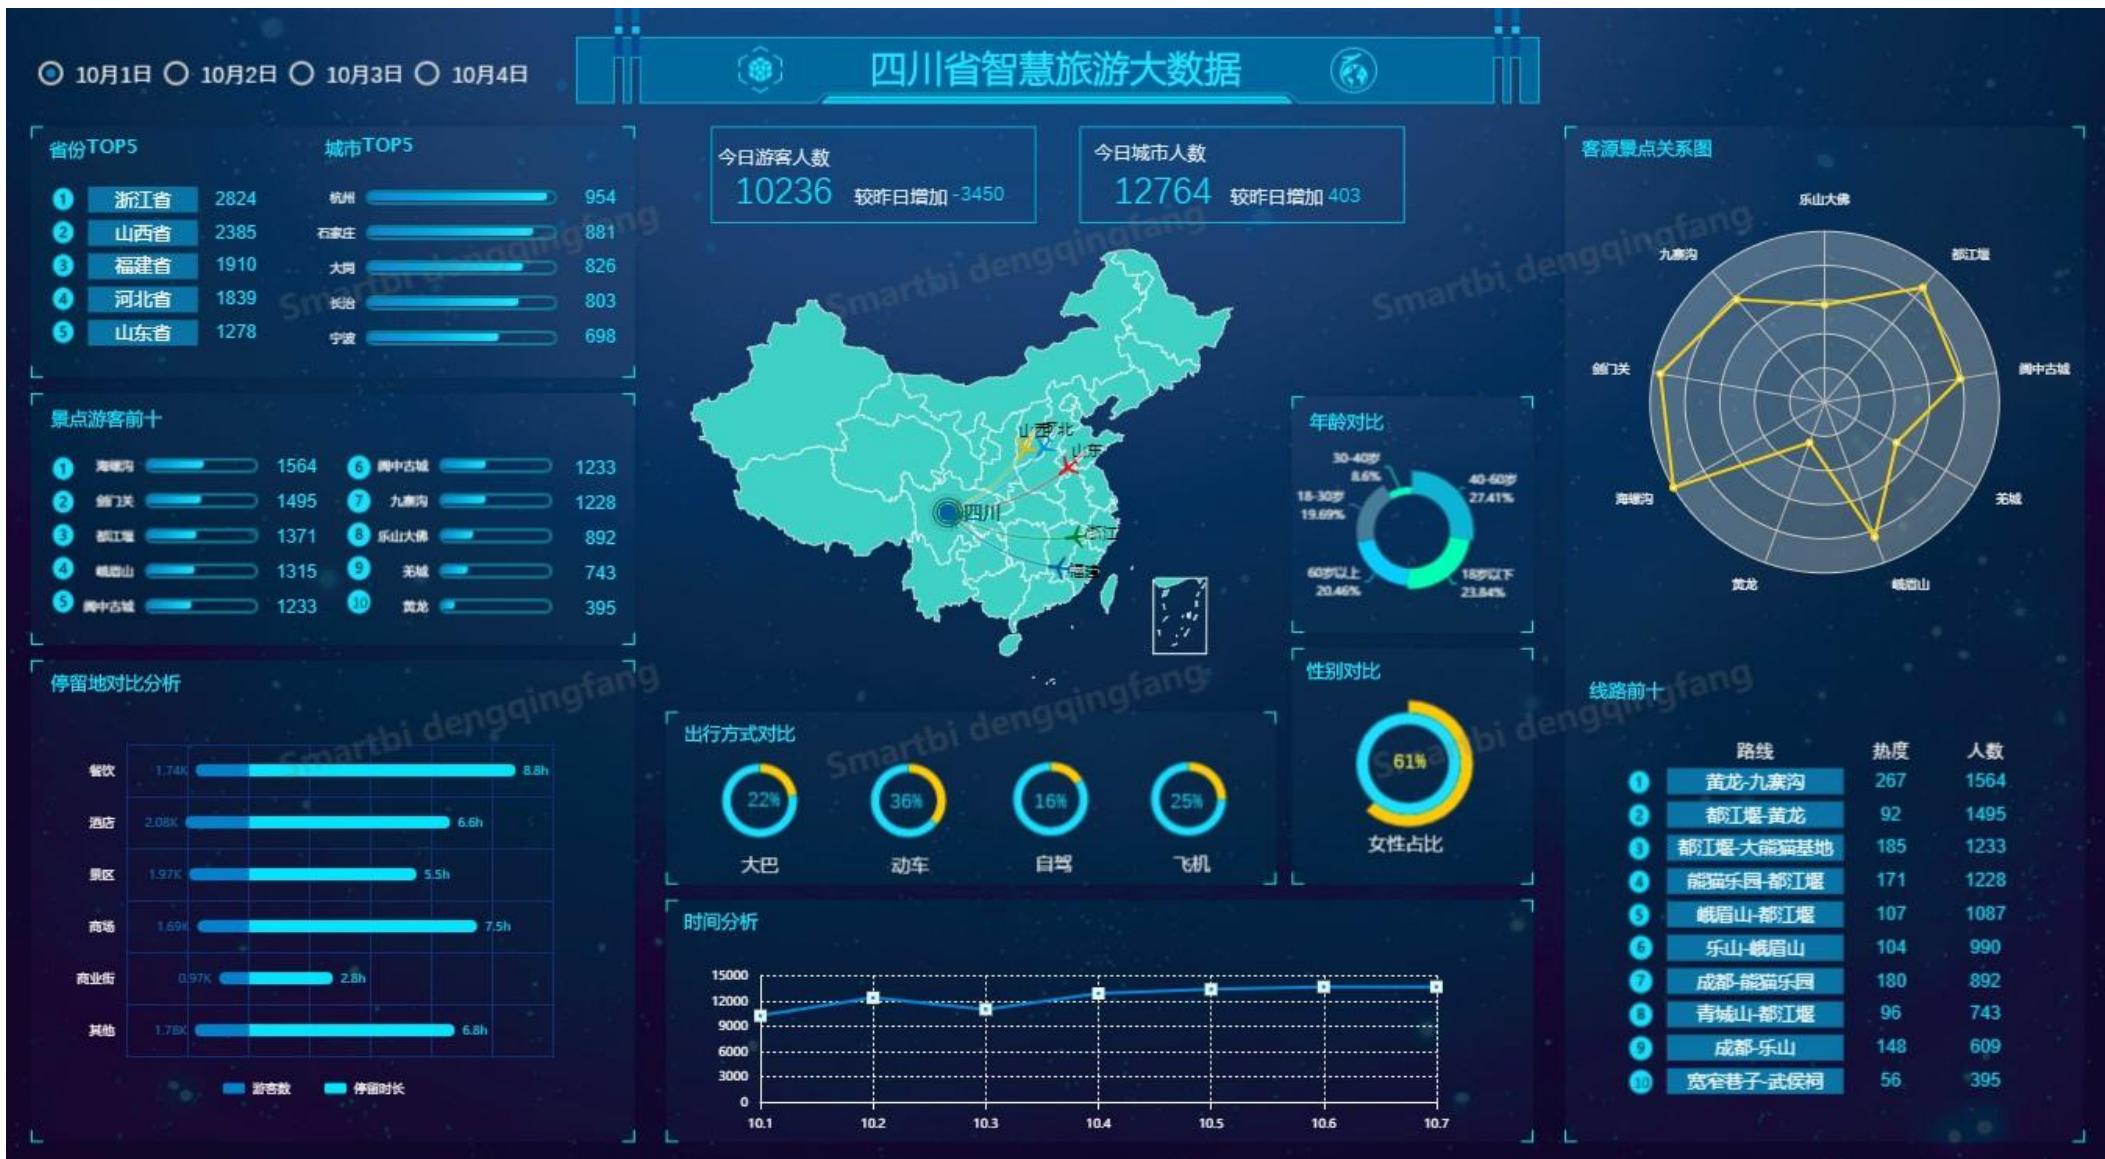 10月1日 10月2日 10月3日 10月4日
四川省智慧旅游大数据
省份TOP5
1 浙江省 2824
2 山西省 2385
3 福建省 1910
4 河北省 1839
5 山东省 1278
城市TOP5
杭州 954
石家庄 881
大同 826
长治 803
宁波 698
景点游客前十
1 海螺沟 1564
2 剑门关 1495
3 都江堰 1371
4 峨眉山 1315
5 阆中古城 1233
6 阆中古城 1233
7 九寨沟 1228
8 乐山大佛 892
9 羌城 743
10 黄龙 395
停留地对比分析
餐饮 1.74K 8.8h
酒店 2.08K 6.6h
景区 1.97K 5.5h
商场 1.69K 7.5h
商业街 0.97K 2.8h
其他 1.78K 6.8h
游客数 停留时长
今日游客人数
10236 较昨日增加 -3450
今日城市人数
12764 较昨日增加 403
山西
河北
山东
四川
浙江
福建
年龄对比
30-40岁
8.6%
40-60岁
27.41%
18-30岁
19.69%
60岁以上
20.46%
18岁以下
23.84%
性别对比
61%
女性占比
出行方式对比
22% 36% 16% 25%
大巴 动车 自驾 飞机
时间分析
15000
12000
9000
6000
3000
0
10.1 10.2 10.3 10.4 10.5 10.6 10.7
客源景点关系图
乐山大佛
九寨沟
都江堰
剑门关
阆中古城
海螺沟
羌城
黄龙
峨眉山
线路前十
路线 热度 人数
1 黄龙-九寨沟 267 1564
2 都江堰-黄龙 92 1495
3 都江堰-大熊猫基地 185 1233
4 熊猫乐园-都江堰 171 1228
5 峨眉山-都江堰 107 1087
6 乐山-峨眉山 104 990
7 成都-熊猫乐园 180 892
8 青城山-都江堰 96 743
9 成都-乐山 148 609
10 宽窄巷子-武侯祠 56 395
Smartbi dengqingfang
Smartbi dengqingfang
Smartbi dengqingfang
Smartbi dengqingfang
Smartbi dengqingfang
Smartbi dengqingfang